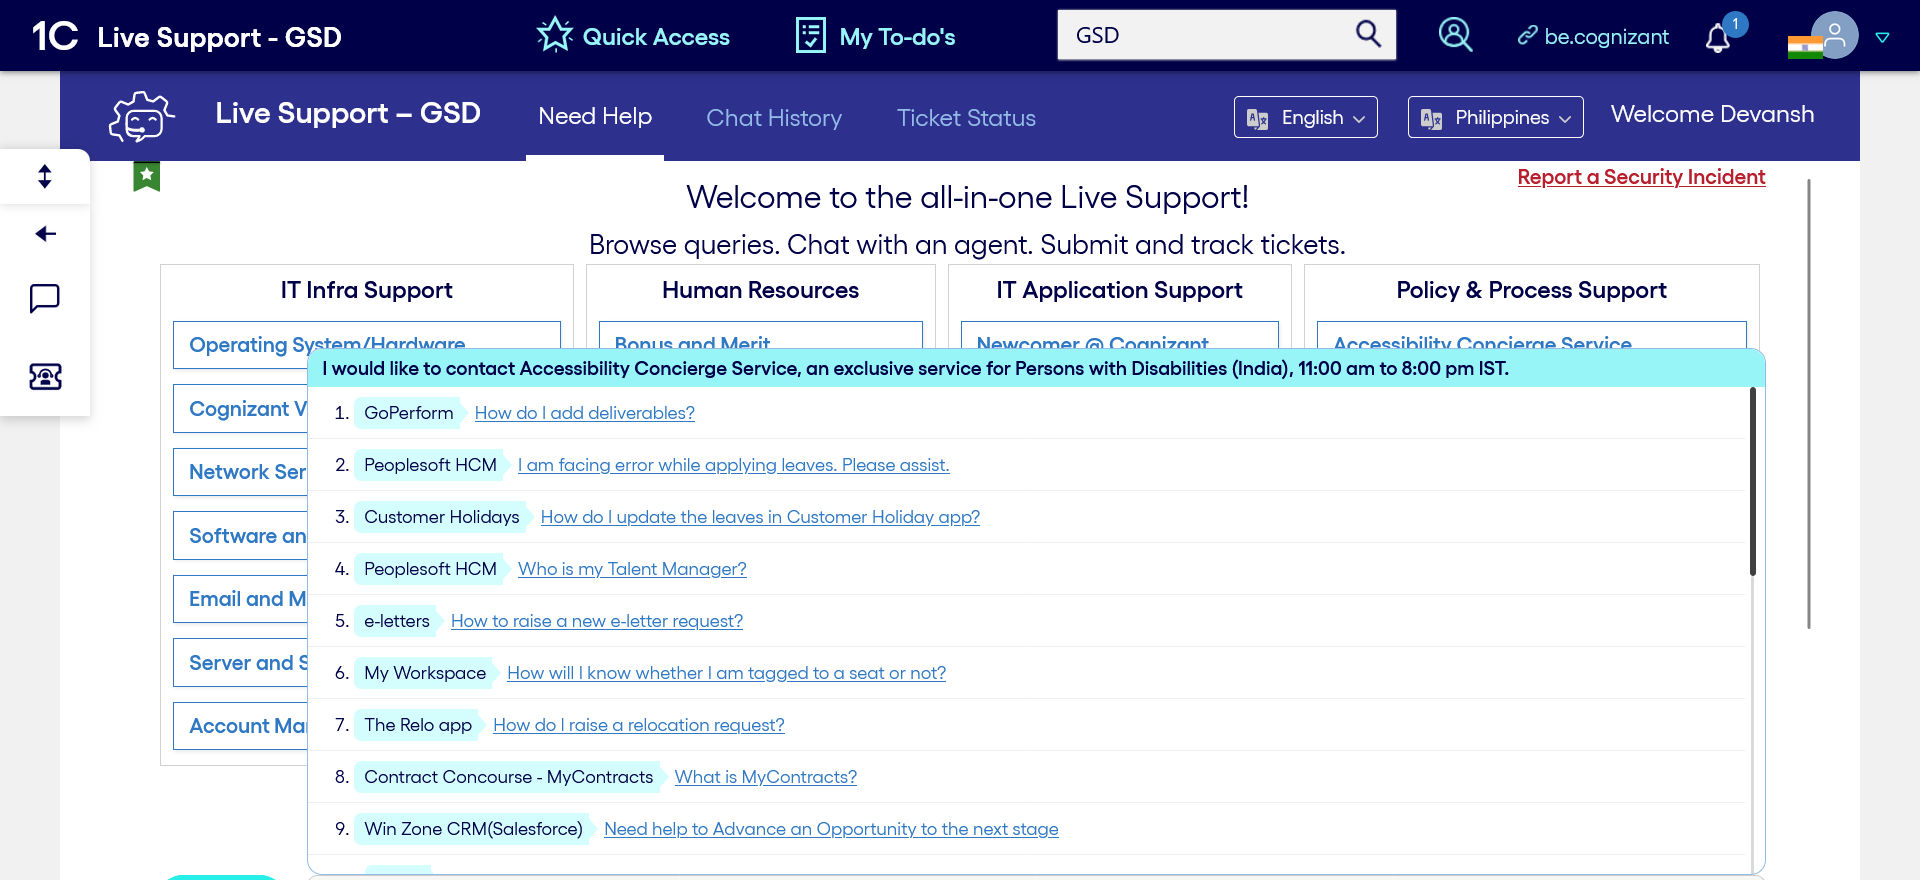 1C Live Support - GSD
Quick Access
My To-do's
GSD
be.cognizant
1
Live Support – GSD
Need Help
Chat History
Ticket Status
English
Philippines
Welcome Devansh
Report a Security Incident
Welcome to the all-in-one Live Support!
Browse queries. Chat with an agent. Submit and track tickets.
IT Infra Support
Human Resources
IT Application Support
Policy & Process Support
Operating System/Hardware
Bonus and Merit
Newcomer @ Cognizant
Accessibility Concierge Service
Cognizant V
Network Ser
Software an
Email and M
Server and S
Account Ma
I would like to contact Accessibility Concierge Service, an exclusive service for Persons with Disabilities (India), 11:00 am to 8:00 pm IST.
1. GoPerform How do I add deliverables?
2. Peoplesoft HCM I am facing error while applying leaves. Please assist.
3. Customer Holidays How do I update the leaves in Customer Holiday app?
4. Peoplesoft HCM Who is my Talent Manager?
5. e-letters How to raise a new e-letter request?
6. My Workspace How will I know whether I am tagged to a seat or not?
7. The Relo app How do I raise a relocation request?
8. Contract Concourse - MyContracts What is MyContracts?
9. Win Zone CRM(Salesforce) Need help to Advance an Opportunity to the next stage